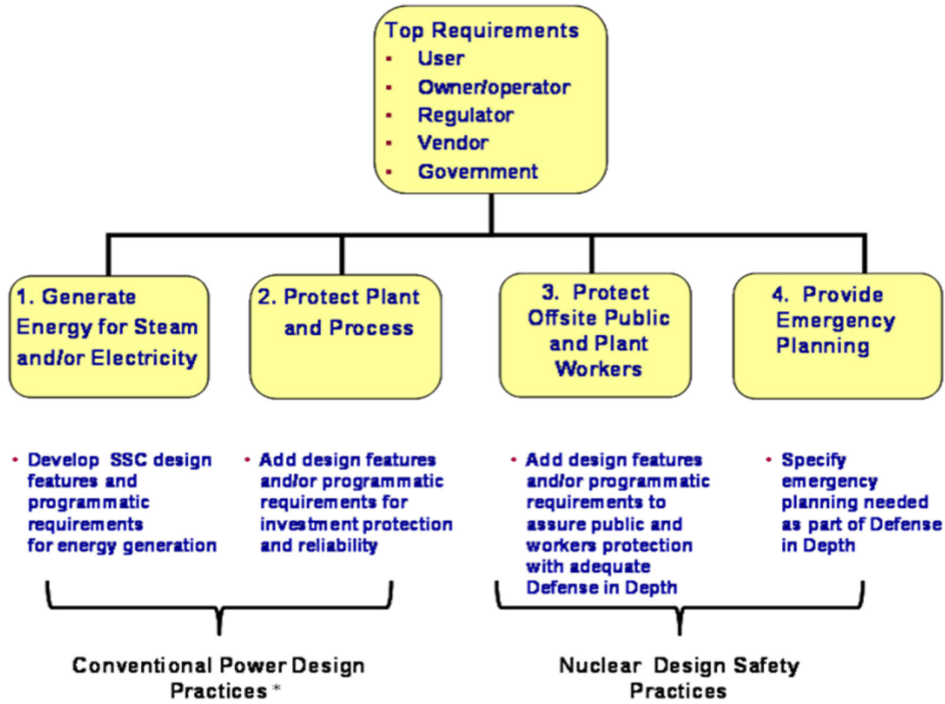 Top Requirements
▪ User
▪ Owner/operator
▪ Regulator
▪ Vendor
▪ Government
1. Generate
Energy for Steam
and/or Electricity
2. Protect Plant
and Process
3. Protect
Offsite Public
and Plant
Workers
4. Provide
Emergency
Planning
• Develop SSC design
features and
programmatic
requirements
for energy generation
• Add design features
and/or programmatic
requirements for
investment protection
and reliability
• Add design features
and/or programmatic
requirements to
assure public and
workers protection
with adequate
Defense in Depth
• Specify
emergency
planning needed
as part of Defense
in Depth
Conventional Power Design
Practices *
Nuclear Design Safety
Practices